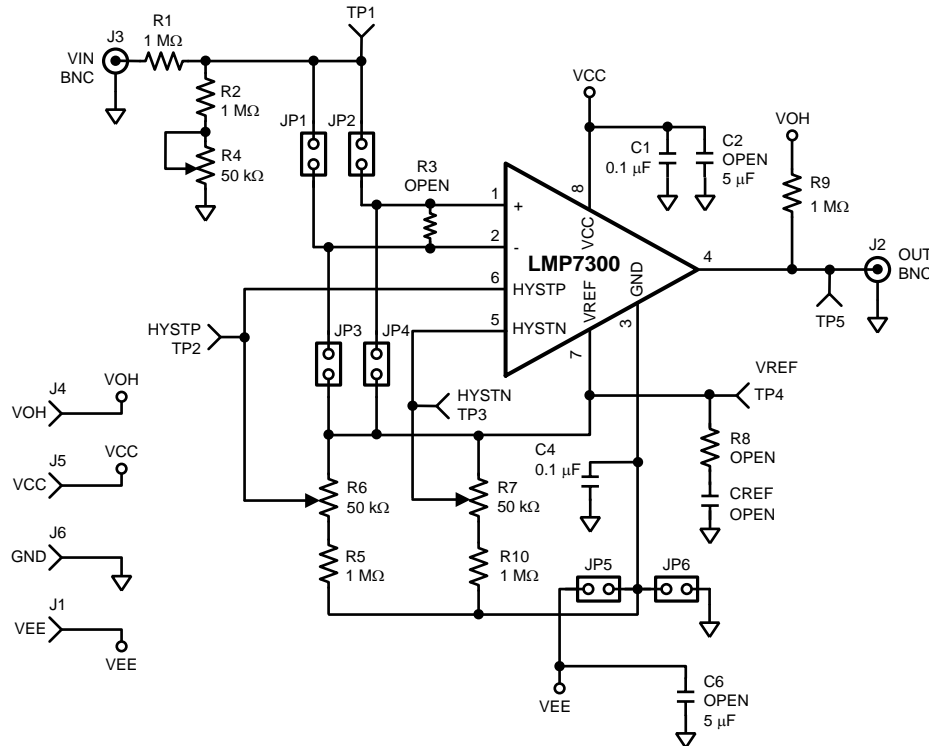 TP1
J3
VIN
BNC
R1
1 MΩ
R2
1 MΩ
R4
50 kΩ
JP1
JP2
R3
OPEN
VCC
C1
0.1 µF
C2
OPEN
5 µF
VOH
R9
1 MΩ
J2
OUT
BNC
TP5
1
+
2
-
6
HYSTP
5
HYSTN
8
VCC
LMP7300
4
GND
3
VREF
7
HYSTP
TP2
JP3
JP4
HYSTN
TP3
VREF
TP4
R8
OPEN
CREF
OPEN
C4
0.1 µF
R6
50 kΩ
R7
50 kΩ
R5
1 MΩ
R10
1 MΩ
JP5
JP6
VEE
C6
OPEN
5 µF
J4
VOH
VOH
J5
VCC
VCC
J6
GND
J1
VEE
VEE